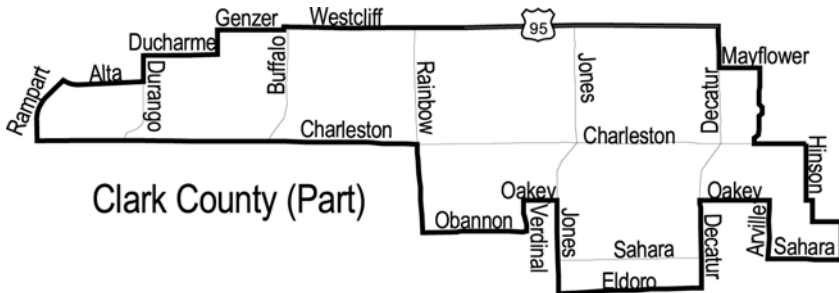 Genzer
Westcliff
95
Ducharme
Mayflower
Alta
Rampart
Durango
Buffalo
Rainbow
Jones
Decatur
Charleston
Charleston
Hinson
Clark County (Part)
Oakey
Oakey
Obannon
Verdinal
Jones
Decatur
Arville
Sahara
Sahara
Eldoro